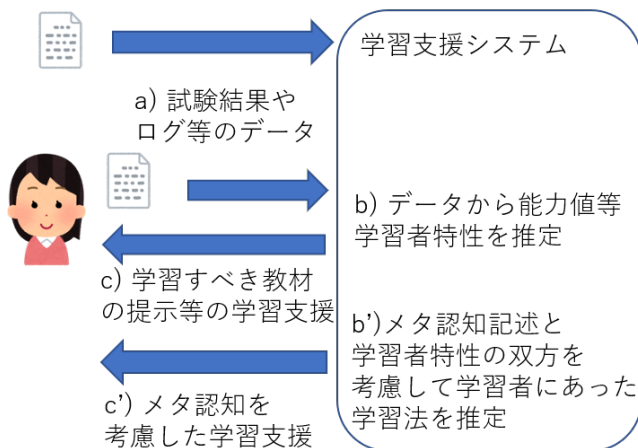 学習支援システム
a) 試験結果や
ログ等のデータ
b) データから能力値等
学習者特性を推定
c) 学習すべき教材
の提示等の学習支援
b’)メタ認知記述と
学習者特性の双方を
考慮して学習者にあった
学習法を推定
c’) メタ認知を
考慮した学習支援